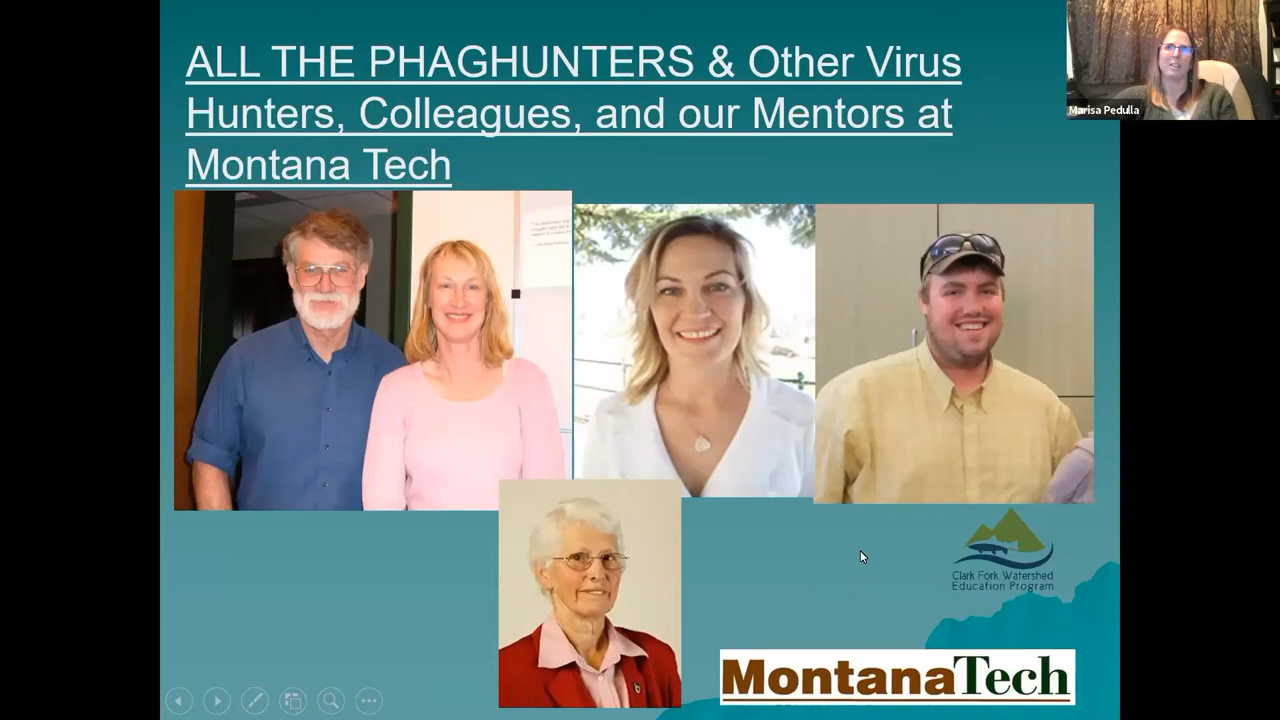 ALL THE PHAGHUNTERS & Other Virus
Hunters, Colleagues, and our Mentors at
Montana Tech
Marisa Pedulla
Clark Fork Watershed
Education Program
MontanaTech